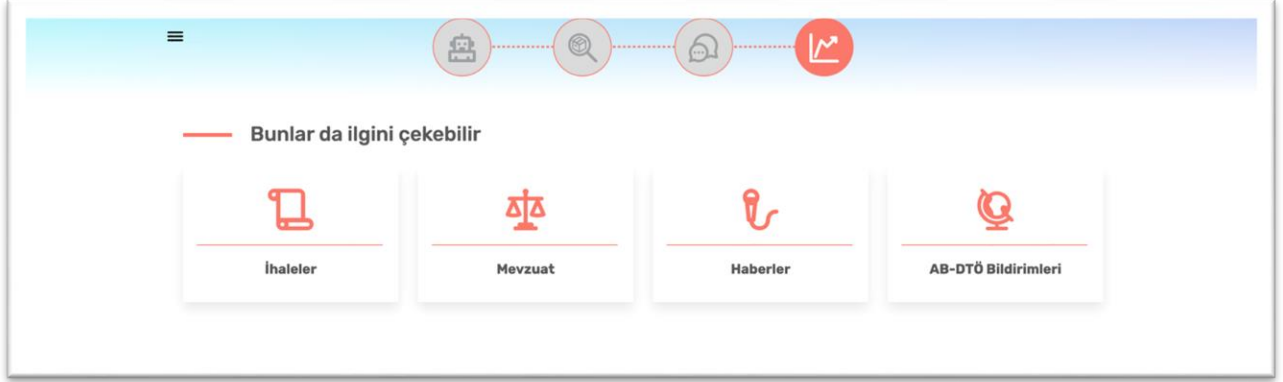 Bunlar da ilgini çekebilir
İhaleler
Mevzuat
Haberler
AB-DTÖ Bildirimleri